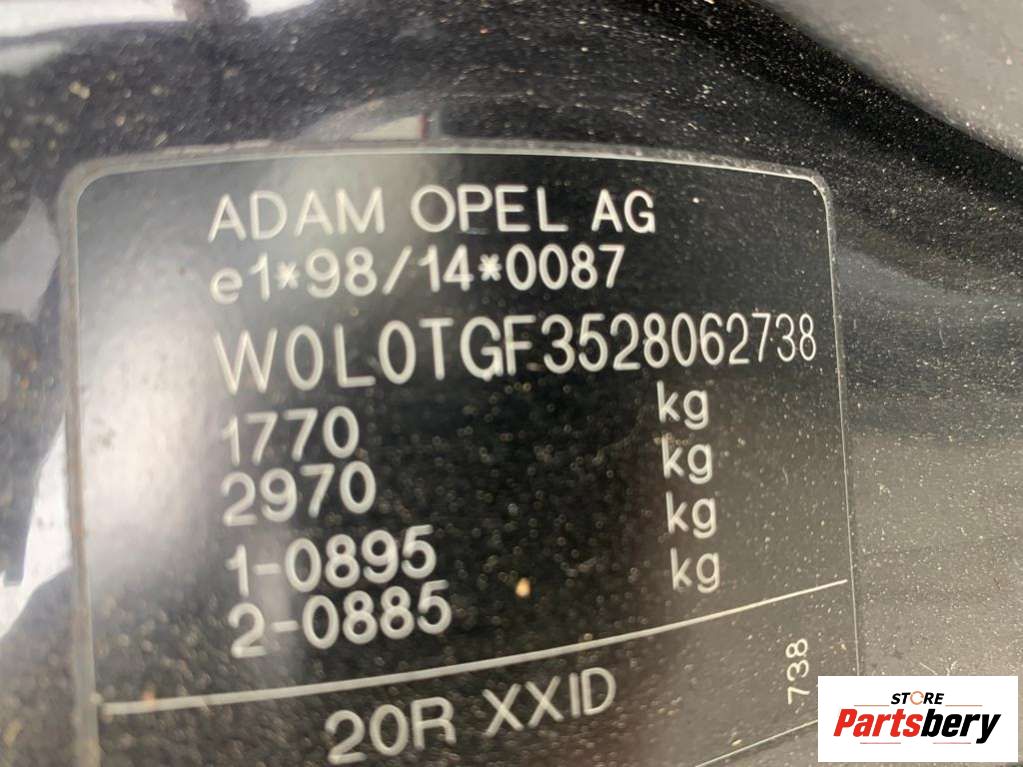 ADAM OPEL AG
e1*98/14*0087
W0L0TGF3528062738
1770 kg
2970 kg
1-0895 kg
2-0885 kg
20R XXID
738
STORE
Partsbery